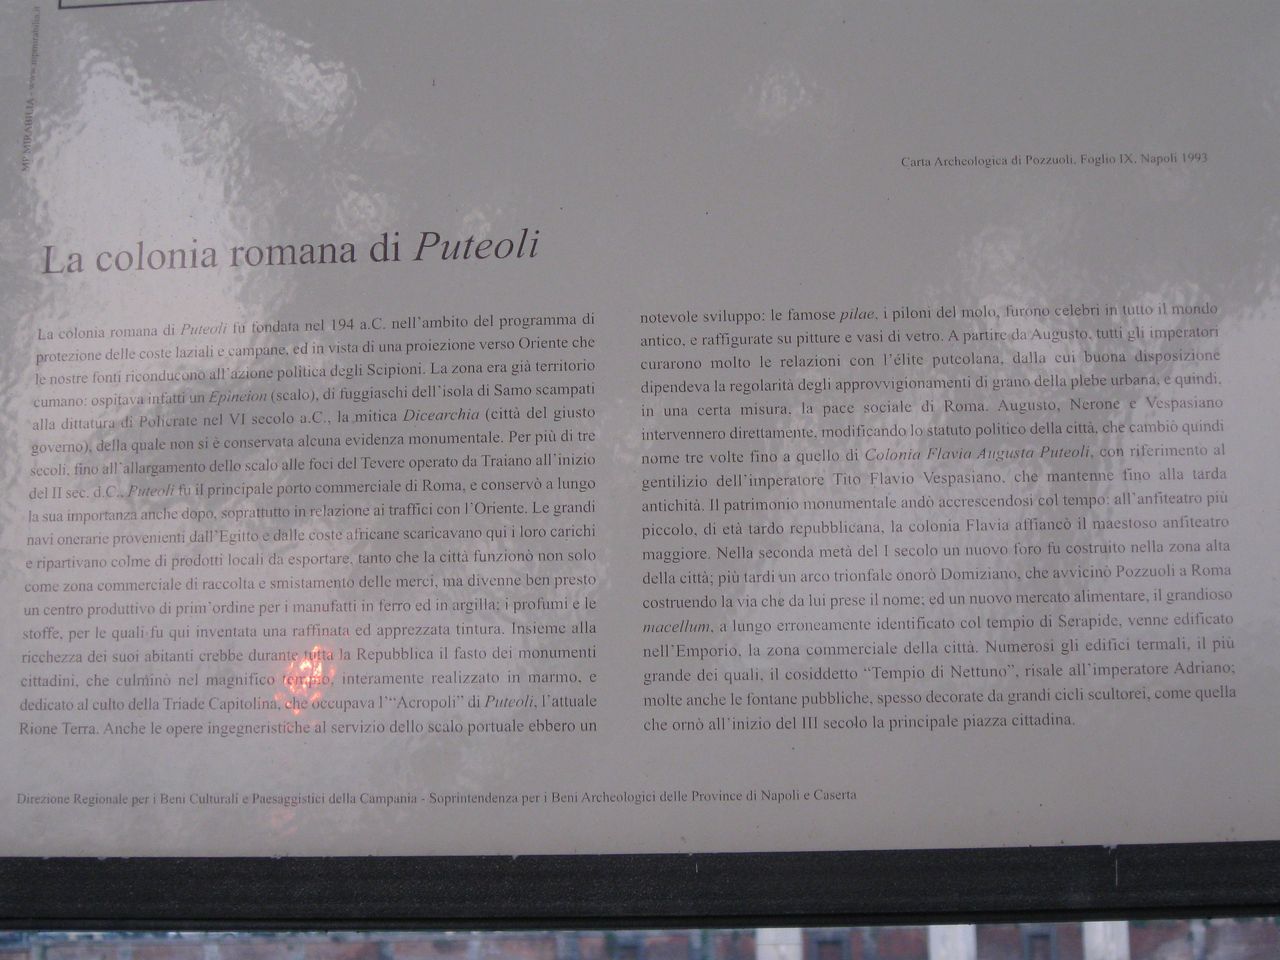 MP MIRABILIA - www.mpmirabilia.it
Carta Archeologica di Pozzuoli, Foglio IX, Napoli 1993
La colonia romana di Puteoli
La colonia romana di Puteoli fu fondata nel 194 a.C. nell'ambito del programma di
protezione delle coste laziali e campane, ed in vista di una proiezione verso Oriente che
le nostre fonti riconducono all'azione politica degli Scipioni. La zona era già territorio
cumano: ospitava infatti un Epineion (scalo), di fuggiaschi dell'isola di Samo scampati
alla dittatura di Policrate nel VI secolo a.C., la mitica Dicearchia (città del giusto
governo), della quale non si è conservata alcuna evidenza monumentale. Per più di tre
secoli, fino all'allargamento dello scalo alle foci del Tevere operato da Traiano all'inizio
del II sec. d.C., Puteoli fu il principale porto commerciale di Roma, e conservò a lungo
la sua importanza anche dopo, soprattutto in relazione ai traffici con l'Oriente. Le grandi
navi onerarie provenienti dall'Egitto e dalle coste africane scaricavano qui i loro carichi
e ripartivano colme di prodotti locali da esportare, tanto che la città funzionò non solo
come zona commerciale di raccolta e smistamento delle merci, ma divenne ben presto
un centro produttivo di prim'ordine per i manufatti in ferro ed in argilla; i profumi e le
stoffe, per le quali fu qui inventata una raffinata ed apprezzata tintura. Insieme alla
ricchezza dei suoi abitanti crebbe durante tutta la Repubblica il fasto dei monumenti
cittadini, che culminò nel magnifico tempio, interamente realizzato in marmo, e
dedicato al culto della Triade Capitolina, che occupava l'"Acropoli" di Puteoli, l'attuale
Rione Terra. Anche le opere ingegneristiche al servizio dello scalo portuale ebbero un
notevole sviluppo: le famose pilae, i piloni del molo, furono celebri in tutto il mondo
antico, e raffigurate su pitture e vasi di vetro. A partire da Augusto, tutti gli imperatori
curarono molto le relazioni con l'élite puteolana, dalla cui buona disposizione
dipendeva la regolarità degli approvvigionamenti di grano della plebe urbana, e quindi,
in una certa misura, la pace sociale di Roma. Augusto, Nerone e Vespasiano
intervennero direttamente, modificando lo statuto politico della città, che cambiò quindi
nome tre volte fino a quello di Colonia Flavia Augusta Puteoli, con riferimento al
gentilizio dell'imperatore Tito Flavio Vespasiano, che mantenne fino alla tarda
antichità. Il patrimonio monumentale andò accrescendosi col tempo: all'anfiteatro più
piccolo, di età tardo repubblicana, la colonia Flavia affiancò il maestoso anfiteatro
maggiore. Nella seconda metà del I secolo un nuovo foro fu costruito nella zona alta
della città; più tardi un arco trionfale onorò Domiziano, che avvicinò Pozzuoli a Roma
costruendo la via che da lui prese il nome; ed un nuovo mercato alimentare, il grandioso
macellum, a lungo erroneamente identificato col tempio di Serapide, venne edificato
nell'Emporio, la zona commerciale della città. Numerosi gli edifici termali, il più
grande dei quali, il cosiddetto "Tempio di Nettuno", risale all'imperatore Adriano;
molte anche le fontane pubbliche, spesso decorate da grandi cicli scultorei, come quella
che ornò all'inizio del III secolo la principale piazza cittadina.
Direzione Regionale per i Beni Culturali e Paesaggistici della Campania - Soprintendenza per i Beni Archeologici delle Province di Napoli e Caserta